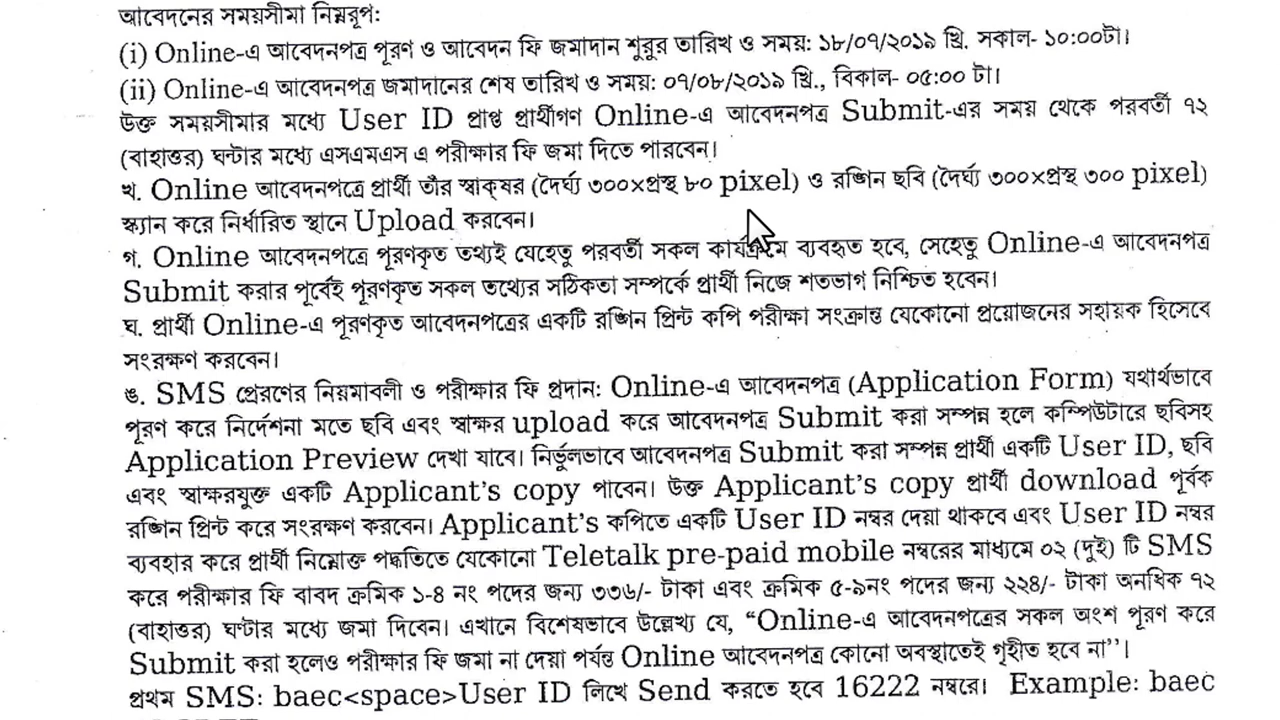 আবেদনের সময়সীমা নিম্নরূপ:
(i) Online-এ আবেদনপত্র পূরণ ও আবেদন ফি জমাদান শুরুর তারিখ ও সময়: ১৮/০৭/২০১৯ খ্রি. সকাল- ১০:০০টা।
(ii) Online-এ আবেদনপত্র জমাদানের শেষ তারিখ ও সময়: ০৭/০৮/২০১৯ খ্রি., বিকাল- ০৫:০০ টা।
উক্ত সময়সীমার মধ্যে User ID প্রাপ্ত প্রার্থীগণ Online-এ আবেদনপত্র Submit-এর সময় থেকে পরবর্তী ৭২
(বাহাত্তর) ঘন্টার মধ্যে এসএমএস এ পরীক্ষার ফি জমা দিতে পারবেন।
খ. Online আবেদনপত্রে প্রার্থী তাঁর স্বাক্ষর (দৈর্ঘ্য ৩০০×প্রস্থ ৮০ pixel) ও রঙ্গিন ছবি (দৈর্ঘ্য ৩০০×প্রস্থ ৩০০ pixel)
স্ক্যান করে নির্ধারিত স্থানে Upload করবেন।
গ. Online আবেদনপত্রে পূরণকৃত তথ্যই যেহেতু পরবর্তী সকল কার্যক্রমে ব্যবহৃত হবে, সেহেতু Online-এ আবেদনপত্র
Submit করার পূর্বেই পূরণকৃত সকল তথ্যের সঠিকতা সম্পর্কে প্রার্থী নিজে শতভাগ নিশ্চিত হবেন।
ঘ. প্রার্থী Online-এ পূরণকৃত আবেদনপত্রের একটি রঙ্গিন প্রিন্ট কপি পরীক্ষা সংক্রান্ত যেকোনো প্রয়োজনের সহায়ক হিসেবে
সংরক্ষণ করবেন।
ঙ. SMS প্রেরণের নিয়মাবলী ও পরীক্ষার ফি প্রদান: Online-এ আবেদনপত্র (Application Form) যথার্থভাবে
পূরণ করে নির্দেশনা মতে ছবি এবং স্বাক্ষর upload করে আবেদনপত্র Submit করা সম্পন্ন হলে কম্পিউটারে ছবিসহ
Application Preview দেখা যাবে। নির্ভুলভাবে আবেদনপত্র Submit করা সম্পন্ন প্রার্থী একটি User ID, ছবি
এবং স্বাক্ষরযুক্ত একটি Applicant's copy পাবেন। উক্ত Applicant's copy প্রার্থী download পূর্বক
রঙ্গিন প্রিন্ট করে সংরক্ষণ করবেন। Applicant's কপিতে একটি User ID নম্বর দেয়া থাকবে এবং User ID নম্বর
ব্যবহার করে প্রার্থী নিম্নোক্ত পদ্ধতিতে যেকোনো Teletalk pre-paid mobile নম্বরের মাধ্যমে ০২ (দুই) টি SMS
করে পরীক্ষার ফি বাবদ ক্রমিক ১-৪ নং পদের জন্য ৩৩৬/- টাকা এবং ক্রমিক ৫-৯নং পদের জন্য ২২৪/- টাকা অনধিক ৭২
(বাহাত্তর) ঘণ্টার মধ্যে জমা দিবেন। এখানে বিশেষভাবে উল্লেখ্য যে, “Online-এ আবেদনপত্রের সকল অংশ পূরণ করে
Submit করা হলেও পরীক্ষার ফি জমা না দেয়া পর্যন্ত Online আবেদনপত্র কোনো অবস্থাতেই গৃহীত হবে না’’।
প্রথম SMS: baec<space>User ID লিখে Send করতে হবে 16222 নম্বরে। Example: baec